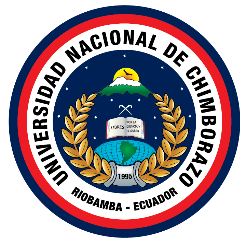 UNIVERSIDAD NACIONAL DE CHIMBORAZO
1995
RIOBAMBA - ECUADOR